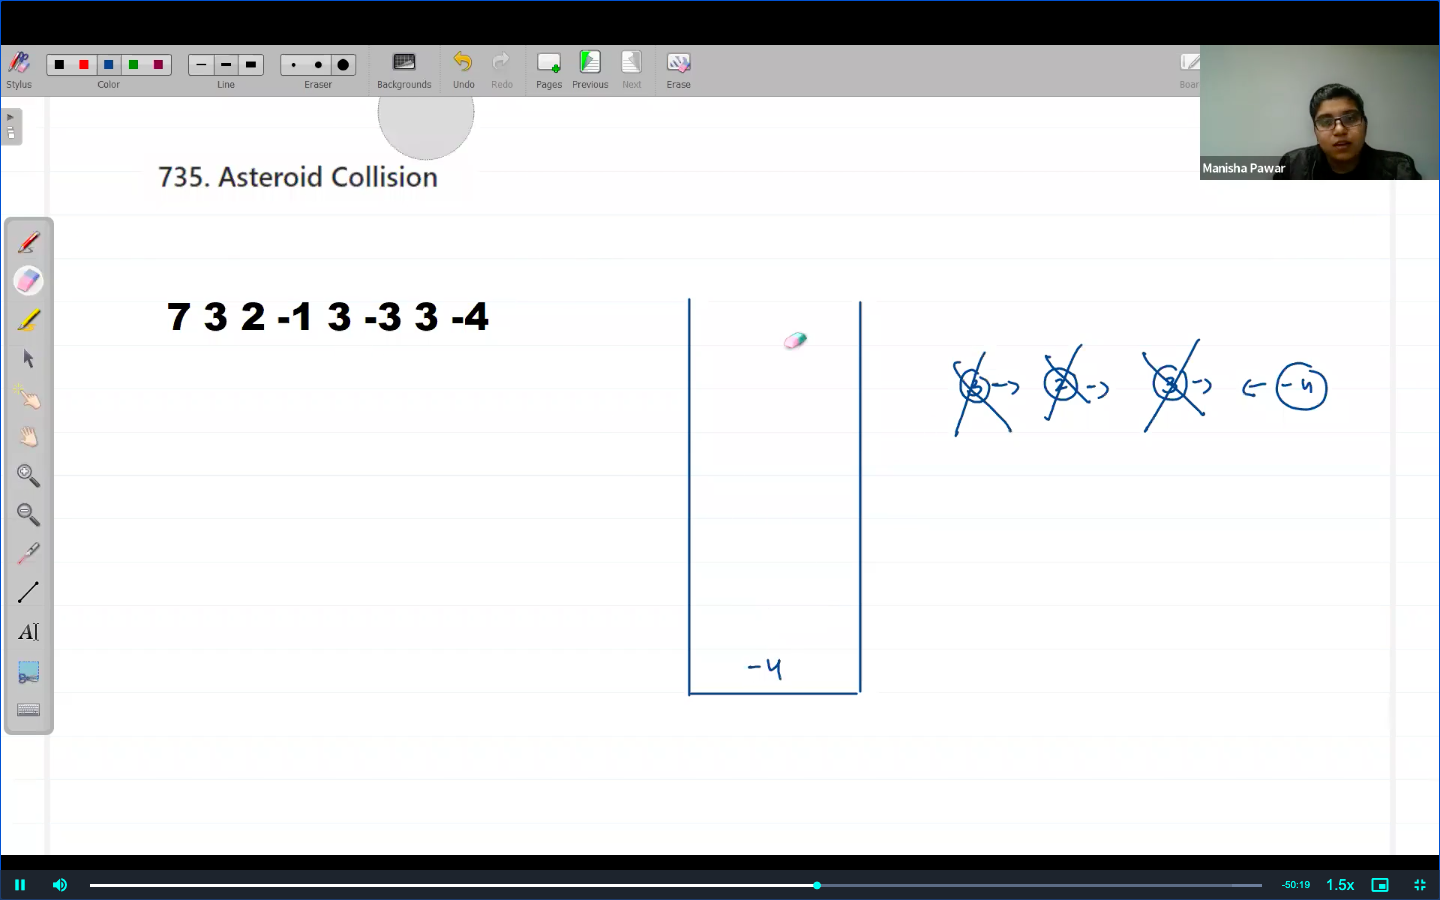 Stylus
Color
Line
Eraser
Backgrounds
Undo
Redo
Pages
Previous
Next
Erase
Boar
Manisha Pawar
735. Asteroid Collision
7 3 2 -1 3 -3 3 -4
3 → 2 → 3 → ← -4
-4
AI
-50:19
1.5x